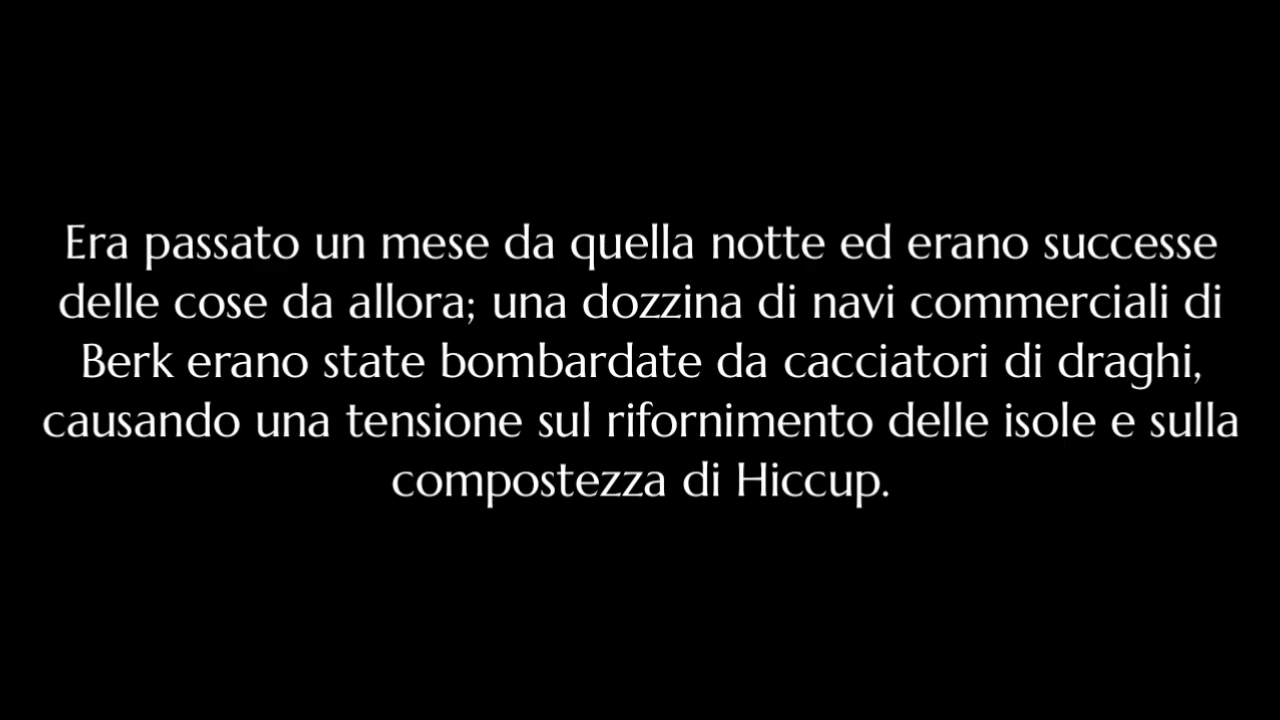 Era passato un mese da quella notte ed erano successe
delle cose da allora; una dozzina di navi commerciali di
Berk erano state bombardate da cacciatori di draghi,
causando una tensione sul rifornimento delle isole e sulla
compostezza di Hiccup.